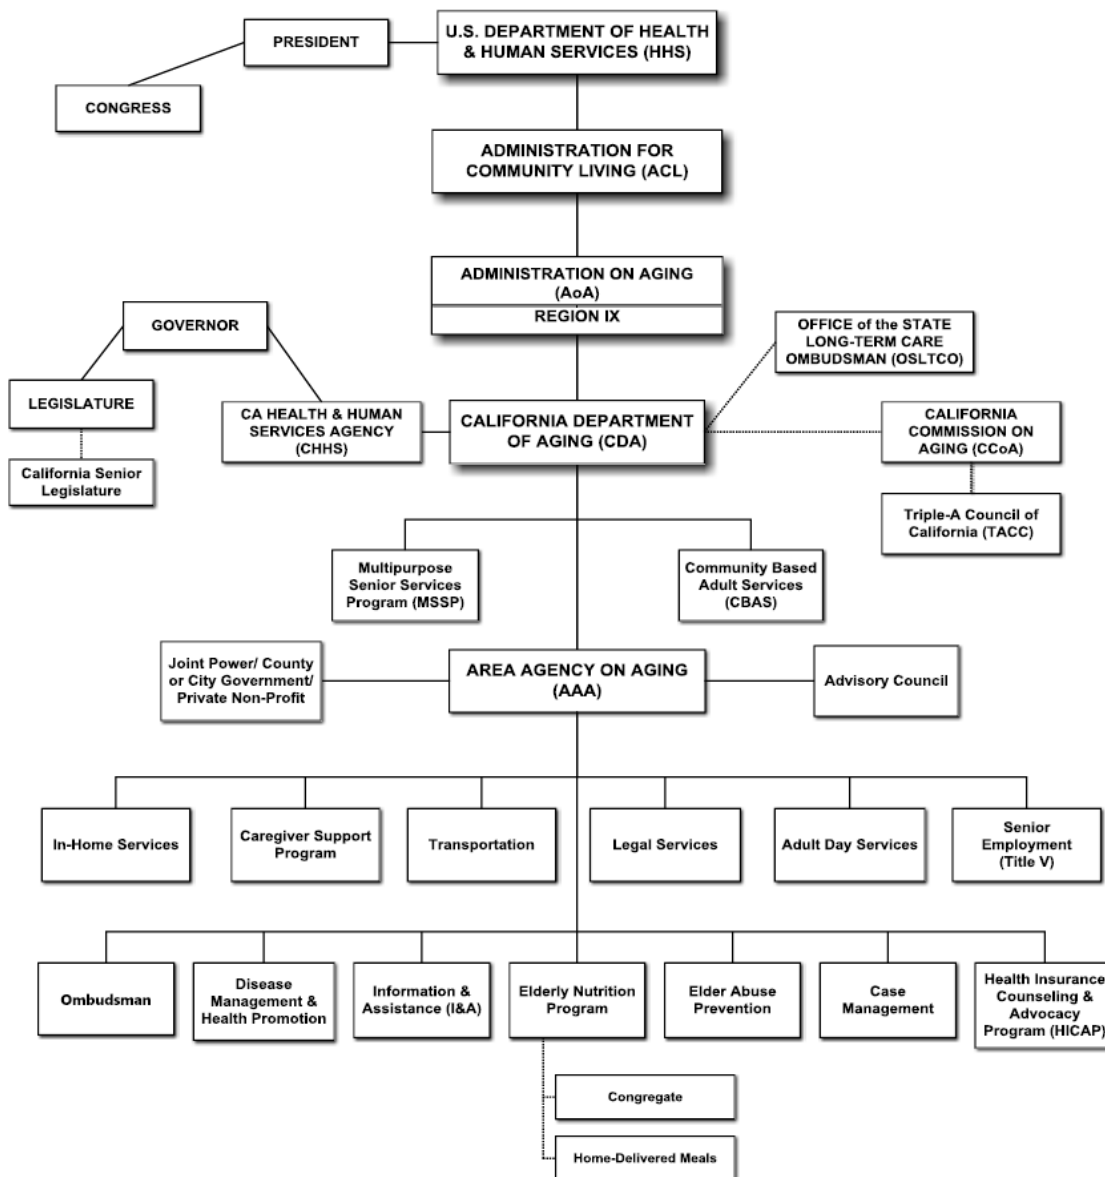 U.S. DEPARTMENT OF HEALTH
& HUMAN SERVICES (HHS)
PRESIDENT
CONGRESS
ADMINISTRATION FOR
COMMUNITY LIVING (ACL)
ADMINISTRATION ON AGING
(AoA)
REGION IX
GOVERNOR
OFFICE of the STATE
LONG-TERM CARE
OMBUDSMAN (OSLTCO)
LEGISLATURE
CA HEALTH & HUMAN
SERVICES AGENCY
(CHHS)
CALIFORNIA DEPARTMENT
OF AGING (CDA)
CALIFORNIA
COMMISSION ON
AGING (CCoA)
California Senior
Legislature
Triple-A Council of
California (TACC)
Multipurpose
Senior Services
Program (MSSP)
Community Based
Adult Services
(CBAS)
Joint Power/ County
or City Government/
Private Non-Profit
AREA AGENCY ON AGING
(AAA)
Advisory Council
In-Home Services
Caregiver Support
Program
Transportation
Legal Services
Adult Day Services
Senior
Employment
(Title V)
Ombudsman
Disease
Management &
Health Promotion
Information &
Assistance (I&A)
Elderly Nutrition
Program
Elder Abuse
Prevention
Case
Management
Health Insurance
Counseling &
Advocacy
Program (HICAP)
Congregate
Home-Delivered Meals